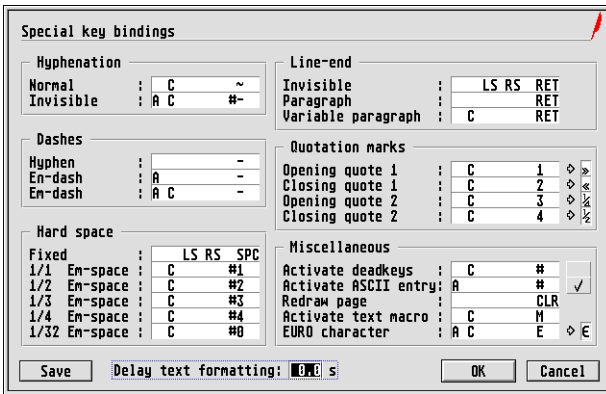 Special key bindings
Hyphenation
Normal : C ~
Invisible : A C #-
Dashes
Hyphen : -
En-dash : A -
Em-dash : A C -
Hard space
Fixed : LS RS SPC
1/1 Em-space : C #1
1/2 Em-space : C #2
1/3 Em-space : C #3
1/4 Em-space : C #4
1/32 Em-space : C #0
Line-end
Invisible : LS RS RET
Paragraph : RET
Variable paragraph : C RET
Quotation marks
Opening quote 1 : C 1 ⇨ »
Closing quote 1 : C 2 ⇨ «
Opening quote 2 : C 3 ⇨ ¼
Closing quote 2 : C 4 ⇨ ½
Miscellaneous
Activate deadkeys : C #
Activate ASCII entry: A # ✓
Redraw page : CLR
Activate text macro : C M
EURO character : A C E ⇨ €
Save
Delay text formatting: 0.0 s
OK
Cancel